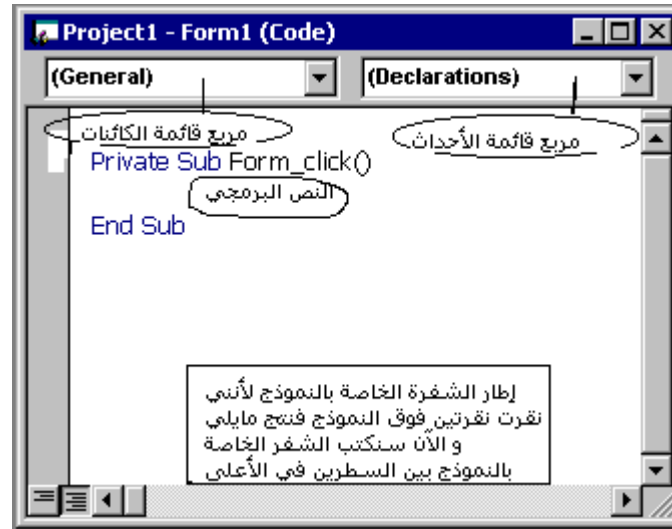 Project1 - Form1 (Code)
(General)
(Declarations)
مربع قائمة الكائنات
مربع قائمة الأحداث
Private Sub Form_click()
النص البرمجي
End Sub
إطار الشفرة الخاصة بالنموذج لأنني
نقرت نقرتين فوق النموذج فنتج مايلي
و الآن سنكتب الشفر الخاصة
بالنموذج بين السطرين في الأعلى